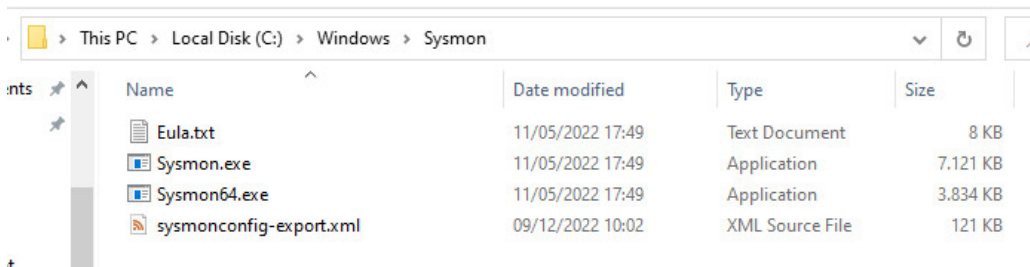 This PC > Local Disk (C:) > Windows > Sysmon
Name Date modified Type Size
Eula.txt 11/05/2022 17:49 Text Document 8 KB
Sysmon.exe 11/05/2022 17:49 Application 7.121 KB
Sysmon64.exe 11/05/2022 17:49 Application 3.834 KB
sysmonconfig-export.xml 09/12/2022 10:02 XML Source File 121 KB